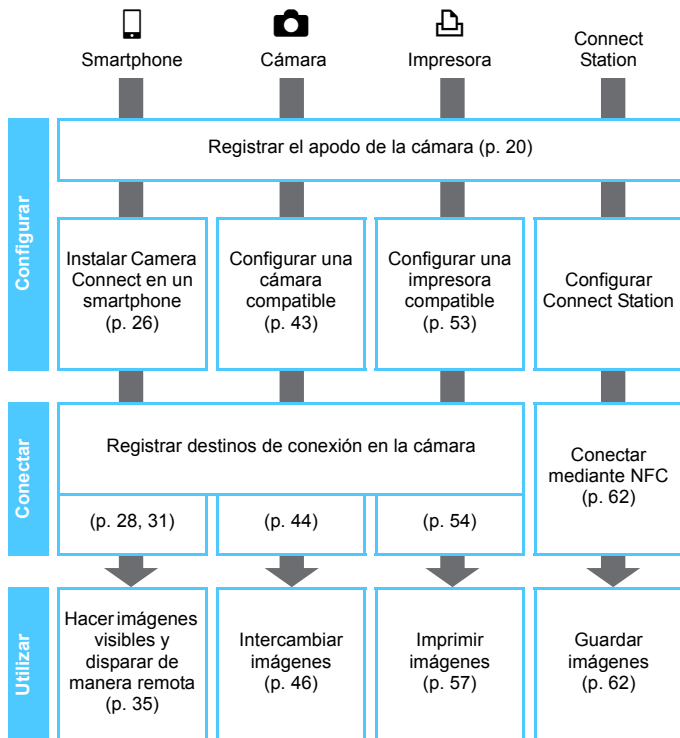 Smartphone
Cámara
Impresora
Connect
Station
Configurar
Registrar el apodo de la cámara (p. 20)
Instalar Camera
Connect en un
smartphone
(p. 26)
Configurar una
cámara
compatible
(p. 43)
Configurar una
impresora
compatible
(p. 53)
Configurar
Connect Station
Conectar
Registrar destinos de conexión en la cámara
(p. 28, 31)
(p. 44)
(p. 54)
Conectar
mediante NFC
(p. 62)
Utilizar
Hacer imágenes
visibles y
disparar de
manera remota
(p. 35)
Intercambiar
imágenes
(p. 46)
Imprimir
imágenes
(p. 57)
Guardar
imágenes
(p. 62)